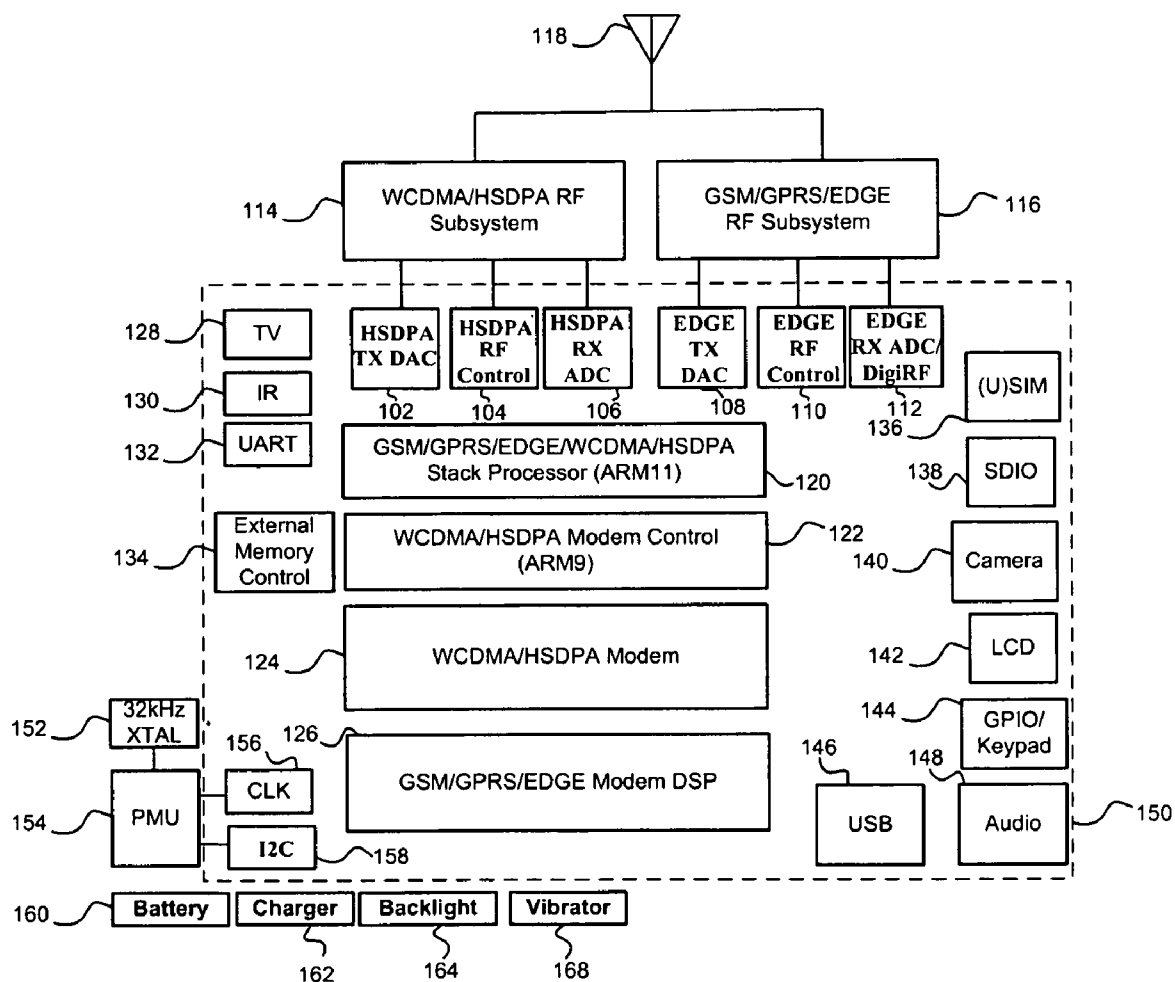 118
WCDMA/HSDPA RF
Subsystem
114
GSM/GPRS/EDGE
RF Subsystem
116
128
TV
HSDPA
TX DAC
HSDPA
RF
Control
HSDPA
RX
ADC
EDGE
TX
DAC
EDGE
RF
Control
EDGE
RX ADC/
DigiRF
102
104
106
108
110
112
130
IR
(U)SIM
136
132
UART
GSM/GPRS/EDGE/WCDMA/HSDPA
Stack Processor (ARM11)
120
138
SDIO
134
External
Memory
Control
WCDMA/HSDPA Modem Control
(ARM9)
122
140
Camera
124
WCDMA/HSDPA Modem
142
LCD
152
32kHz
XTAL
144
GPIO/
Keypad
126
156
GSM/GPRS/EDGE Modem DSP
146
148
154
PMU
CLK
USB
Audio
150
I2C
158
160
Battery
Charger
Backlight
Vibrator
162
164
168